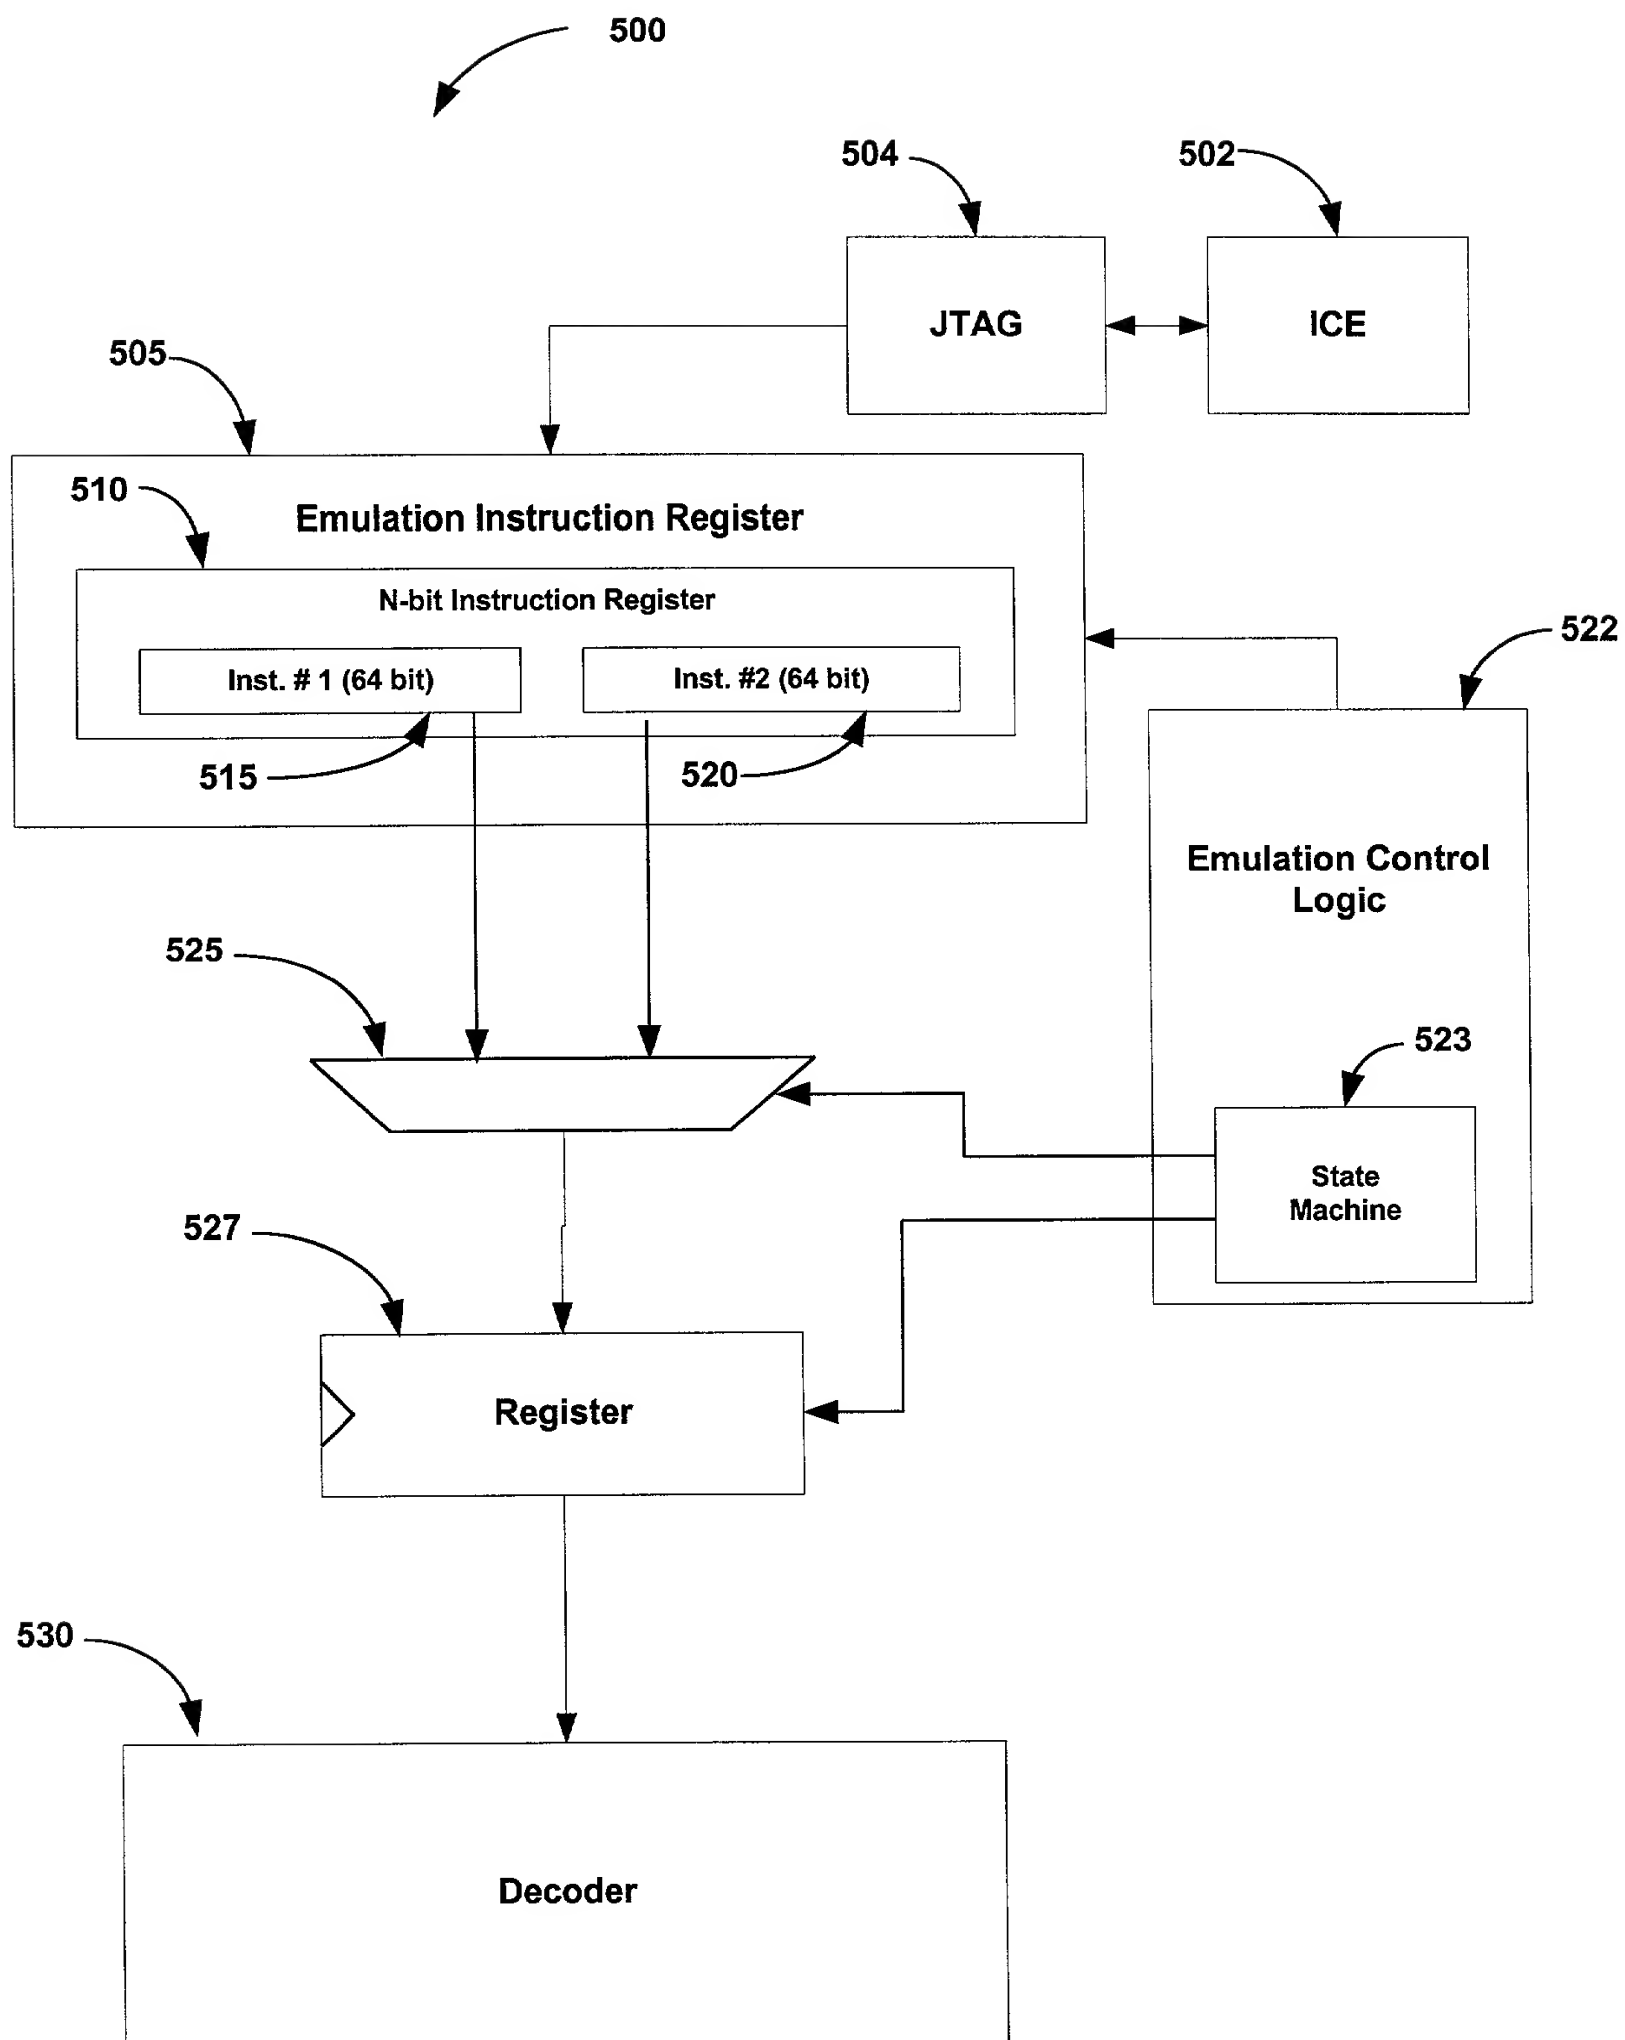 500
504
502
JTAG
ICE
505
510
Emulation Instruction Register
N-bit Instruction Register
522
Inst. # 1 (64 bit)
Inst. #2 (64 bit)
515
520
Emulation Control
Logic
525
523
State
Machine
527
Register
530
Decoder